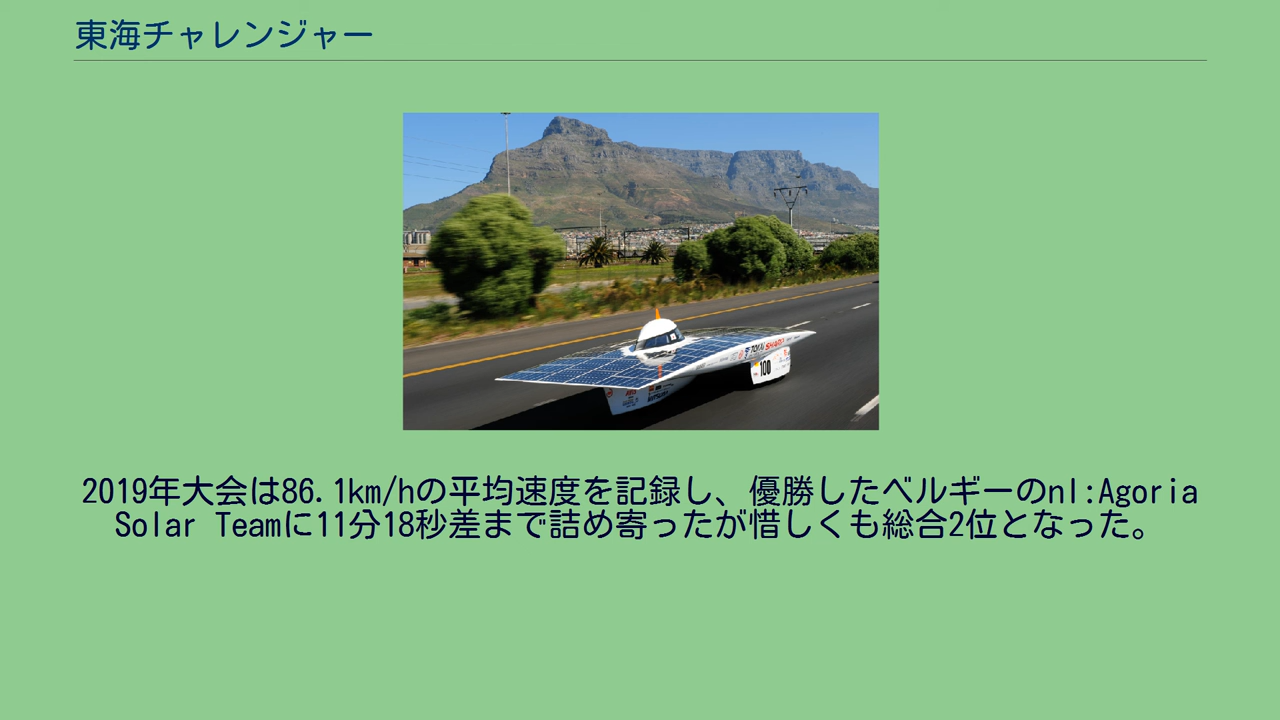 東海チャレンジャー
TOKAI SHARP
100
2019年大会は86.1km/hの平均速度を記録し、優勝したベルギーのnl:Agoria
Solar Teamに11分18秒差まで詰め寄ったが惜しくも総合2位となった。